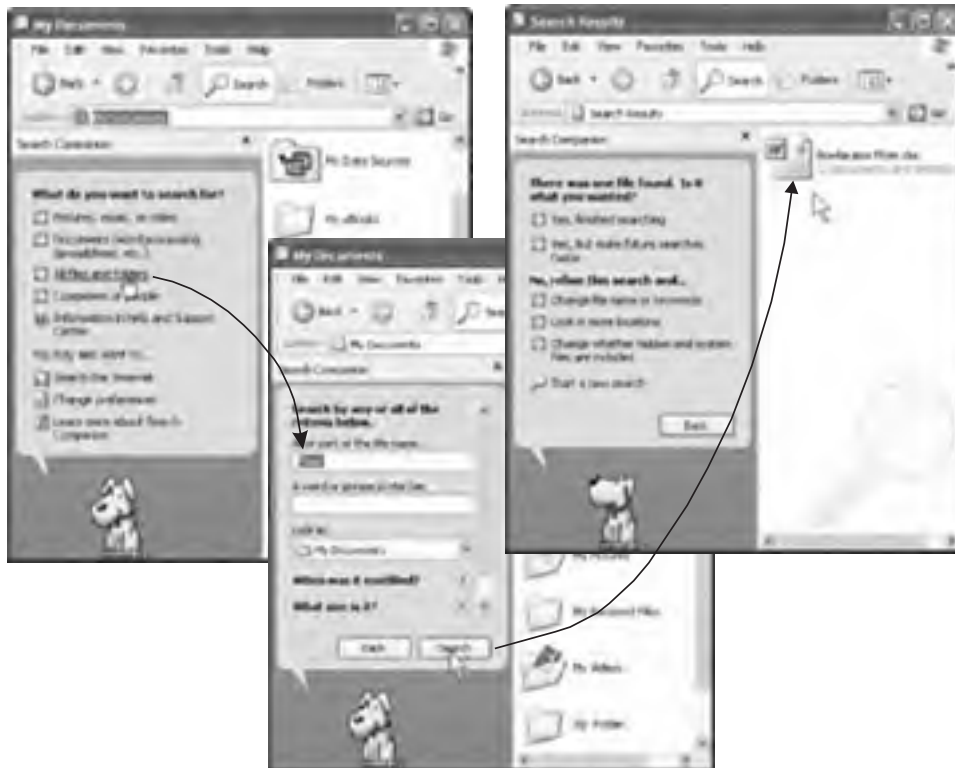 My Documents
File Edit View Favorites Tools Help
Back Search Folders
My Documents Go
Search Companion
What do you want to search for?
Pictures, music, or video
Documents (word processing, spreadsheet, etc.)
All files and folders
Computers or people
Information in Help and Support
Center
You may also want to...
Search the Internet
Change preferences
Learn more about Search
Companion
My Data Sources
My eBooks
My Documents
File Edit View Favorites Tools
Back
My Documents
Search Companion
Search by any or all of the
criteria below.
part of the file name:
A word or phrase in the file:
Look in:
My Documents
When was it modified?
What size is it?
Back Search
My Pictures
My Received Files
My Videos
Search Results
File Edit View Favorites Tools Help
Back Search Folders
Search Results Go
Search Companion
There was one file found. Is it
what you wanted?
Yes, finished searching
Yes, but make future searches
faster
No, refine this search and...
Change file name or keywords
Look in more locations
Change whether hidden and system
files are included
Start a new search
Back